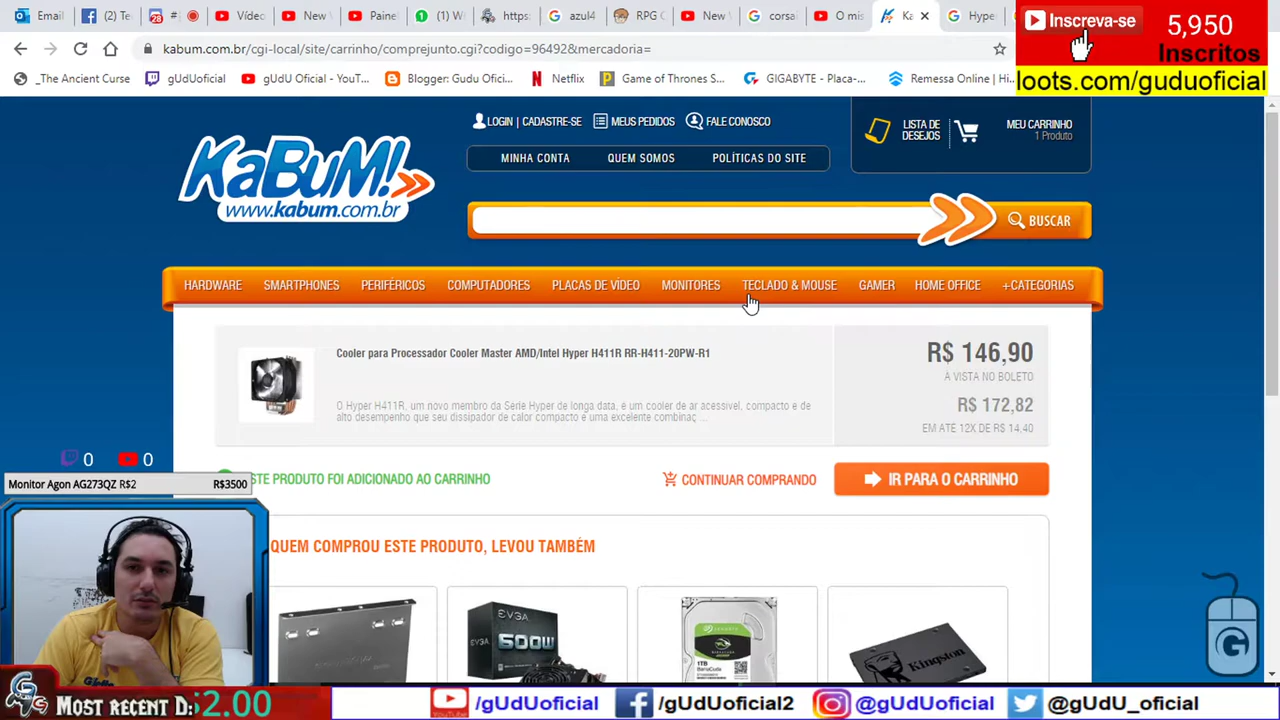 Email
(2) Te
28
#
Vídeo
New V
Paine
(1) W
https:
azul4
RPG C
New V
corsa
O mis
Ka
Hype
kabum.com.br/cgi-local/site/carrinho/comprejunto.cgi?codigo=96492&mercadoria=
_The Ancient Curse
gUdUoficial
gUdU Oficial - YouT...
Blogger: Gudu Ofici...
Netflix
Game of Thrones S...
GIGABYTE - Placa-...
Remessa Online | Hi
Inscreva-se
5,950
Inscritos
loots.com/guduoficial
LOGIN | CADASTRE-SE
MEUS PEDIDOS
FALE CONOSCO
LISTA DE
DESEJOS
MEU CARRINHO
1 Produto
KaBuM!
www.kabum.com.br
MINHA CONTA
QUEM SOMOS
POLÍTICAS DO SITE
BUSCAR
HARDWARE
SMARTPHONES
PERIFÉRICOS
COMPUTADORES
PLACAS DE VÍDEO
MONITORES
TECLADO & MOUSE
GAMER
HOME OFFICE
+CATEGORIAS
Cooler para Processador Cooler Master AMD/Intel Hyper H411R RR-H411-20PW-R1
O Hyper H411R, um novo membro da Serie Hyper de longa data, e um cooler de ar acessivel, compacto e de
alto desempenho que seu dissipador de calor compacto e uma excelente combinaç ...
R$ 146,90
À VISTA NO BOLETO
R$ 172,82
EM ATÉ 12X DE R$ 14,40
0
0
Monitor Agon AG273QZ R$2
R$3500
STE PRODUTO FOI ADICIONADO AO CARRINHO
CONTINUAR COMPRANDO
IR PARA O CARRINHO
QUEM COMPROU ESTE PRODUTO, LEVOU TAMBÉM
EVGA
EVGA
500W
SEAGATE
BARRACUDA
1TB
Kingston
G
Most recent D:
$2.00
/gUdUoficial
/gUdUoficial2
@gUdUoficial
@gUdU_oficial